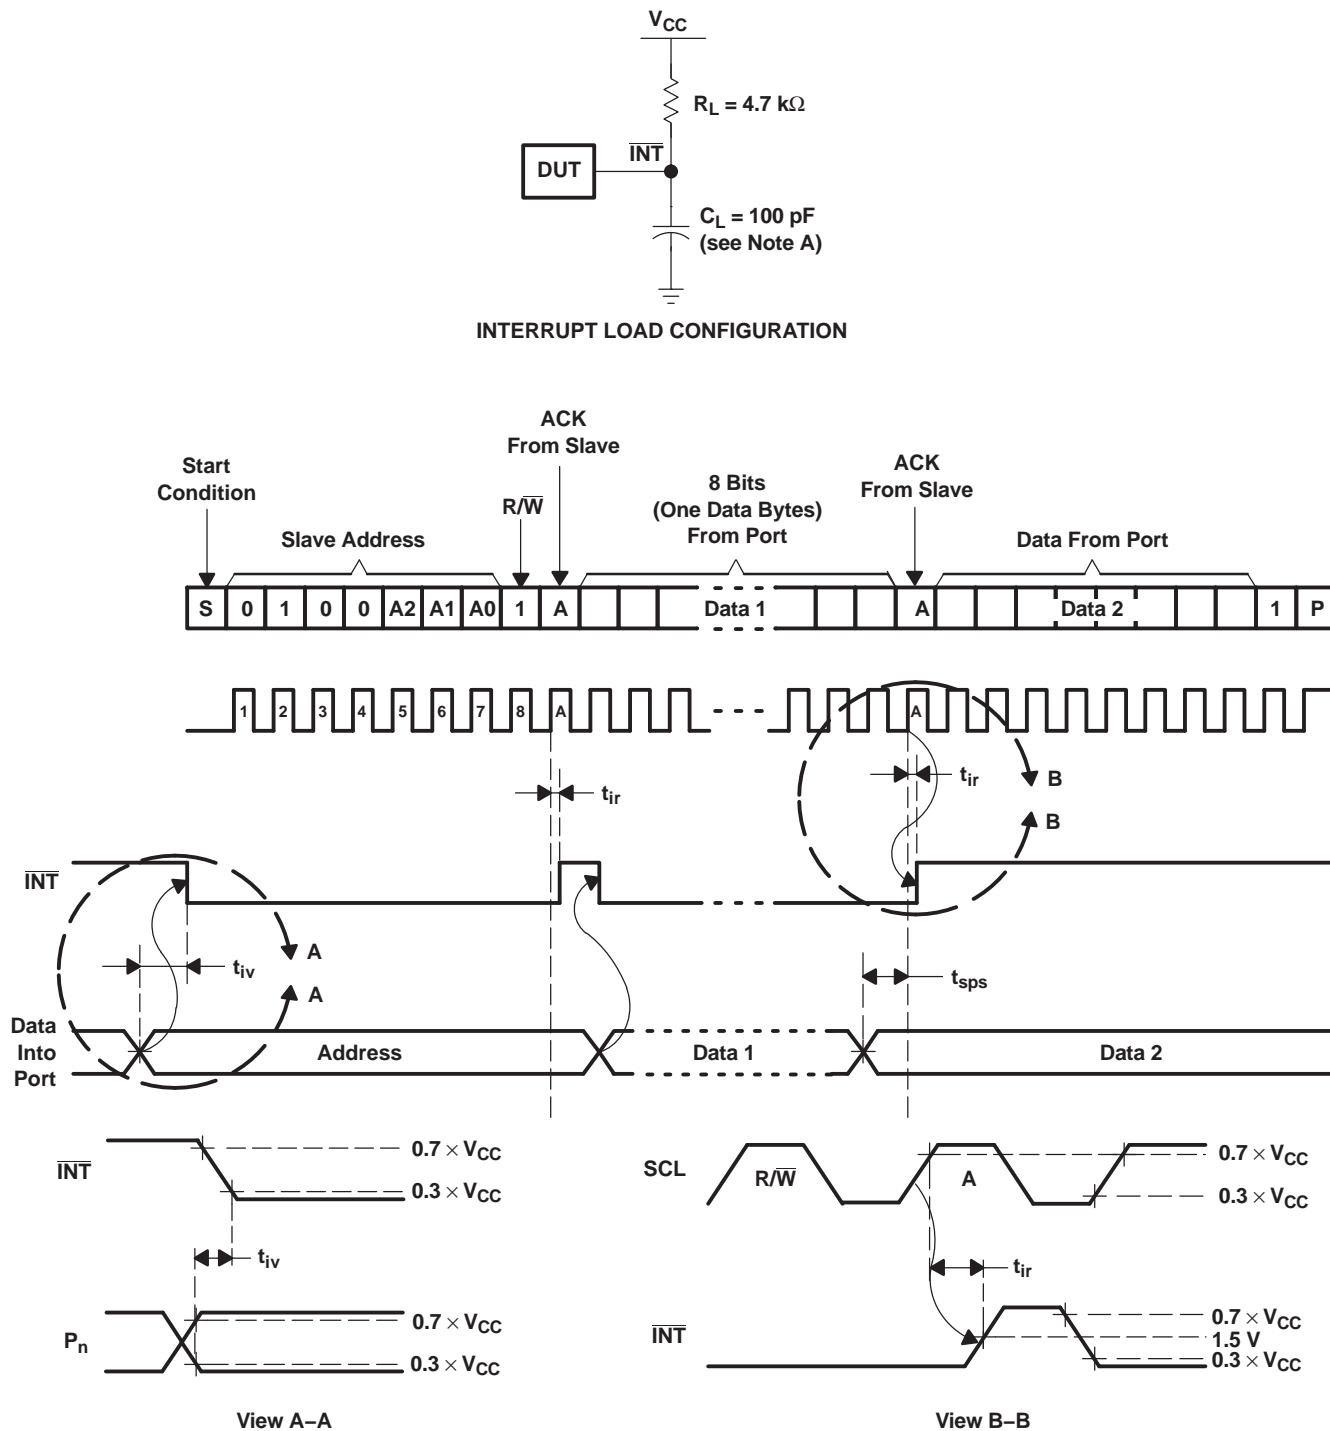 VCC
RL = 4.7 kΩ
INT
DUT
CL = 100 pF
(see Note A)
INTERRUPT LOAD CONFIGURATION
ACK
From Slave
Start
Condition
R/W
8 Bits
(One Data Bytes)
From Port
ACK
From Slave
Slave Address
Data From Port
S 0 1 0 0 A2 A1 A0 1 A Data 1 A Data 2 1 P
1 2 3 4 5 6 7 8 A A
tir
tir
B
B
INT
A
tiv
A
tsps
Data
Into
Port
Address
Data 1
Data 2
INT
0.7 × VCC
0.3 × VCC
tiv
Pn
0.7 × VCC
0.3 × VCC
View A–A
SCL
R/W
A
0.7 × VCC
0.3 × VCC
tir
INT
0.7 × VCC
1.5 V
0.3 × VCC
View B–B